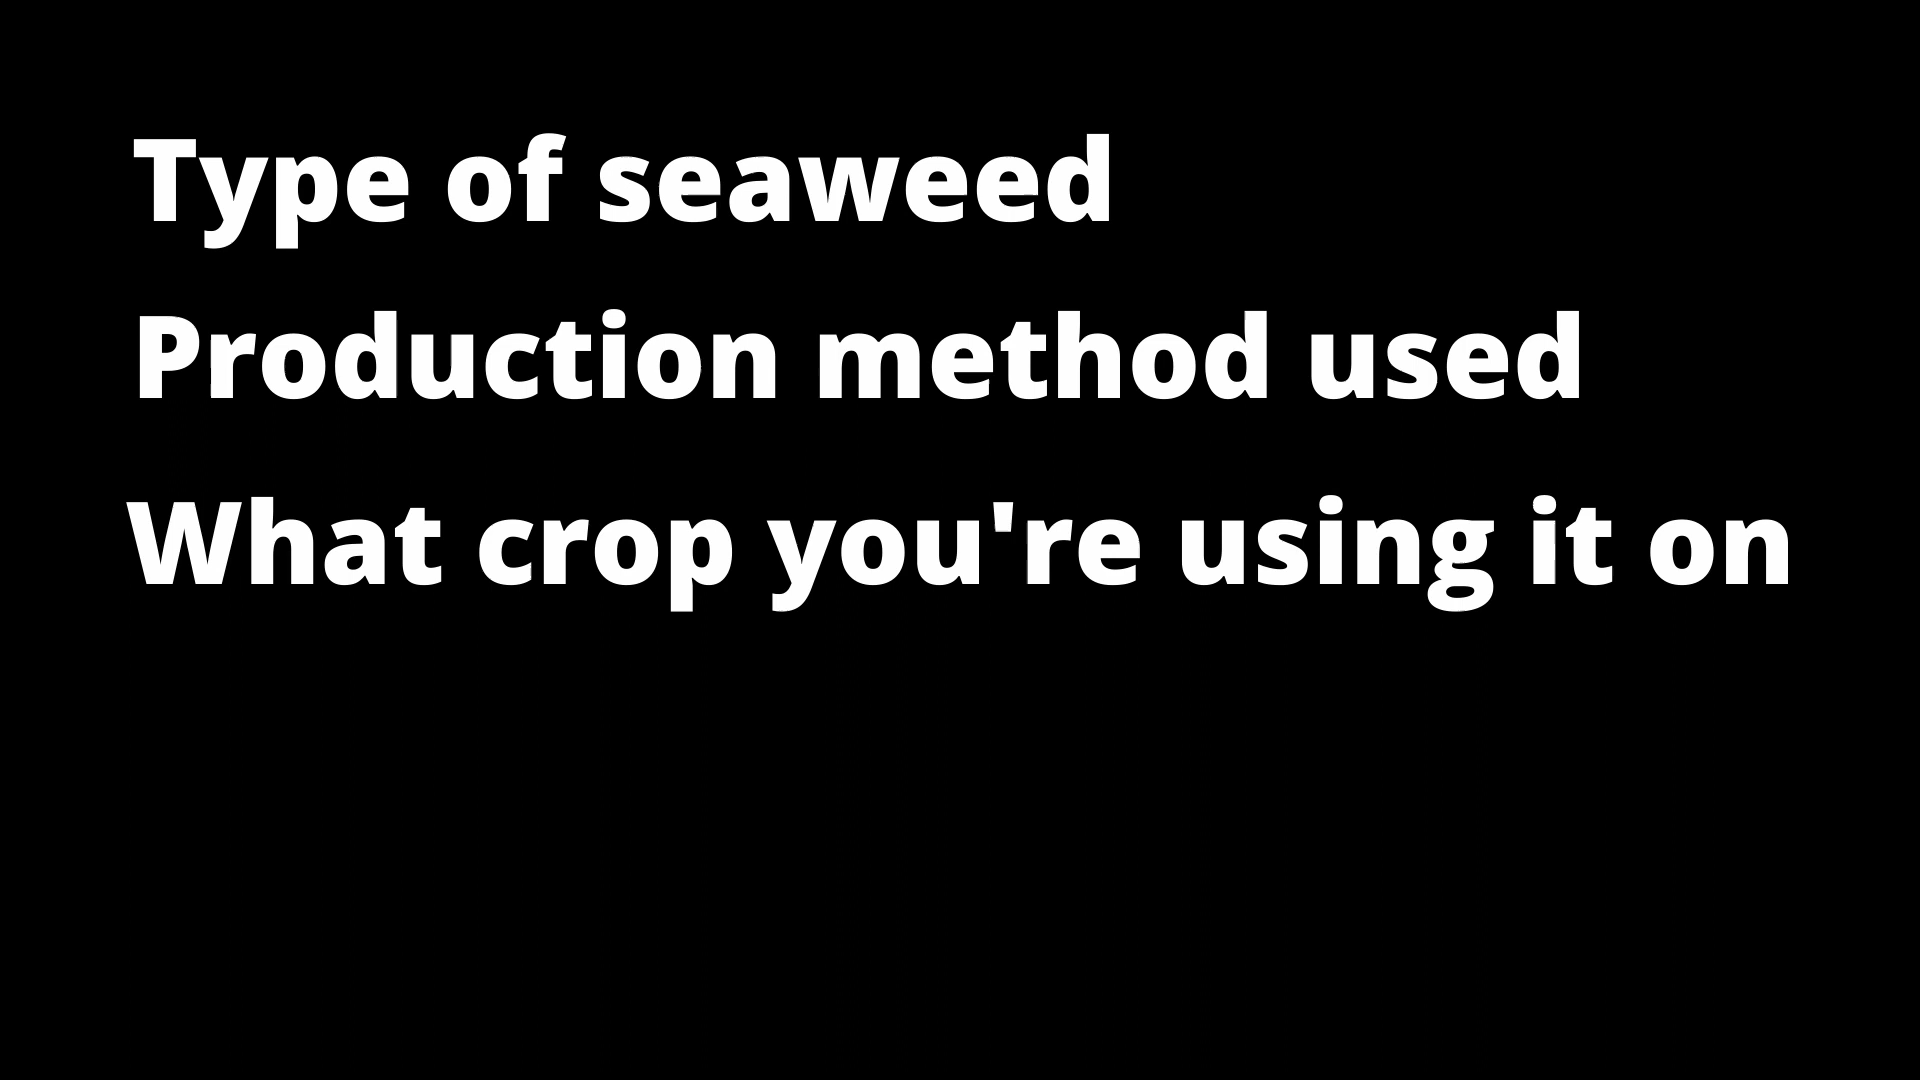 Type of seaweed
Production method used
What crop you're using it on